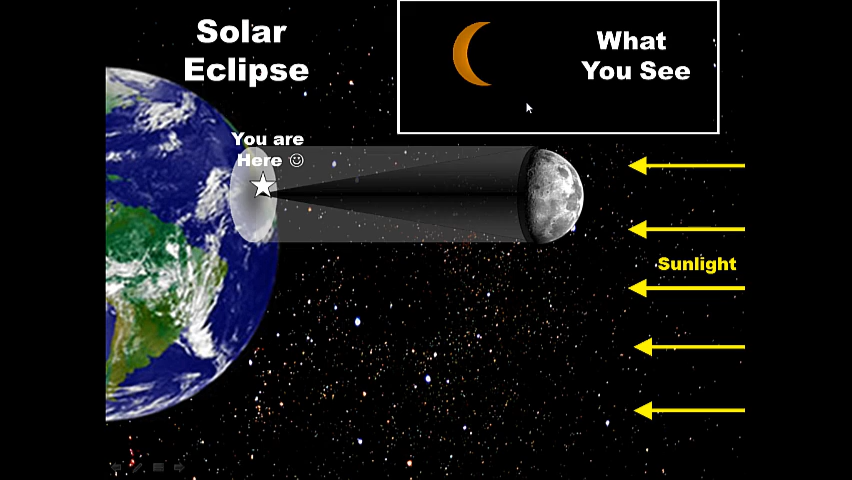 Solar
Eclipse
What
You See
You are
Here ☺
Sunlight